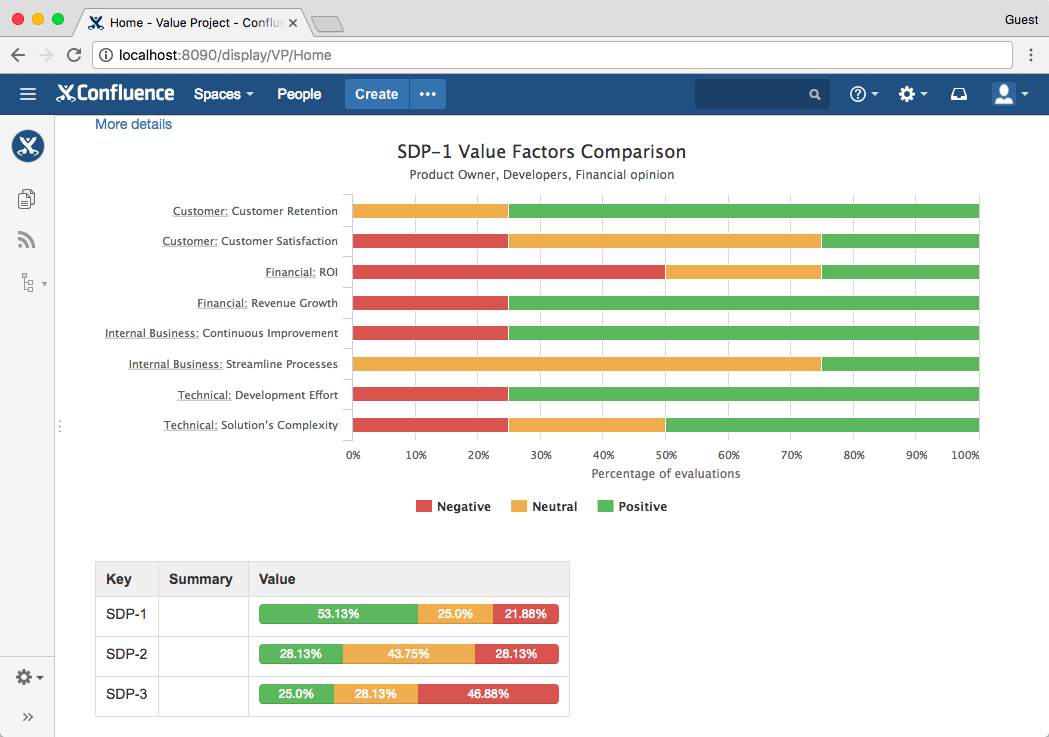 Home - Value Project - Conflue
Guest
localhost:8090/display/VP/Home
Confluence Spaces People Create
More details
SDP-1 Value Factors Comparison
Product Owner, Developers, Financial opinion
Customer: Customer Retention
Customer: Customer Satisfaction
Financial: ROI
Financial: Revenue Growth
Internal Business: Continuous Improvement
Internal Business: Streamline Processes
Technical: Development Effort
Technical: Solution's Complexity
0% 10% 20% 30% 40% 50% 60% 70% 80% 90% 100%
Percentage of evaluations
Negative Neutral Positive
Key Summary Value
SDP-1 53.13% 25.0% 21.88%
SDP-2 28.13% 43.75% 28.13%
SDP-3 25.0% 28.13% 46.88%